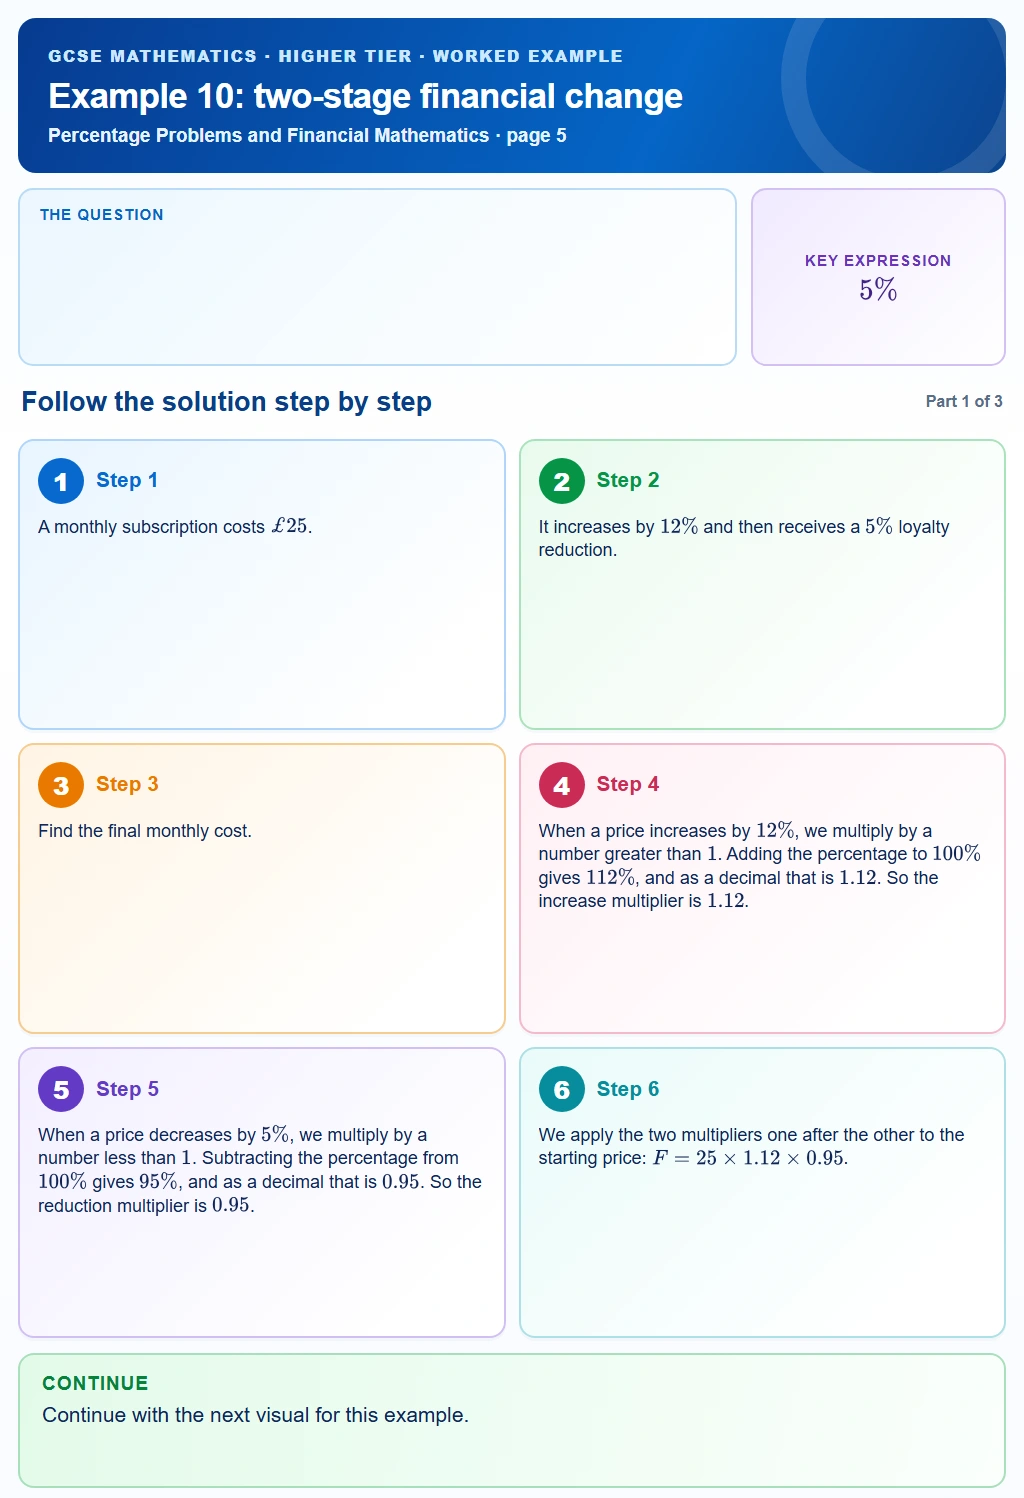 GCSE MATHEMATICS · HIGHER TIER · WORKED EXAMPLE
Example 10: two-stage financial change
Percentage Problems and Financial Mathematics · page 5
THE QUESTION
KEY EXPRESSION
5%
Follow the solution step by step
Part 1 of 3
1 Step 1
A monthly subscription costs £25.
2 Step 2
It increases by 12% and then receives a 5% loyalty
reduction.
3 Step 3
Find the final monthly cost.
4 Step 4
When a price increases by 12%, we multiply by a
number greater than 1. Adding the percentage to 100%
gives 112%, and as a decimal that is 1.12. So the
increase multiplier is 1.12.
5 Step 5
When a price decreases by 5%, we multiply by a
number less than 1. Subtracting the percentage from
100% gives 95%, and as a decimal that is 0.95. So the
reduction multiplier is 0.95.
6 Step 6
We apply the two multipliers one after the other to the
starting price: F = 25 × 1.12 × 0.95.
CONTINUE
Continue with the next visual for this example.